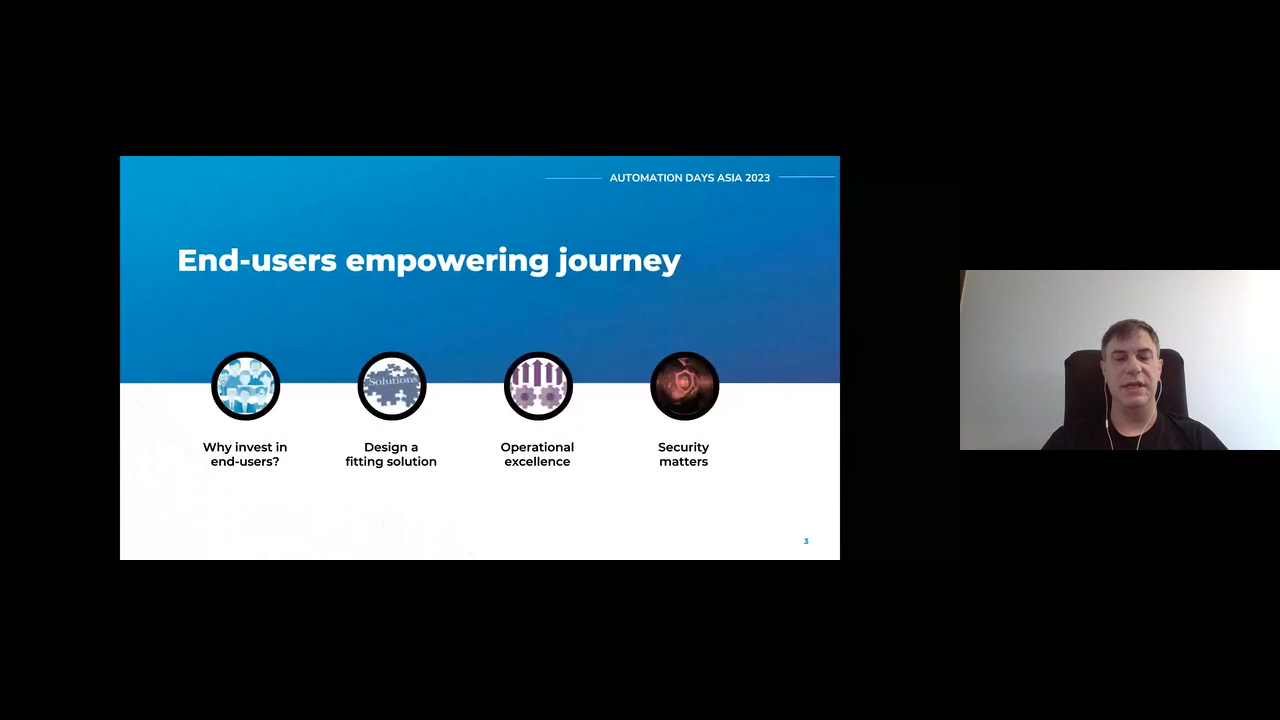 AUTOMATION DAYS ASIA 2023
End-users empowering journey
Solutions
Why invest in
end-users?
Design a
fitting solution
Operational
excellence
Security
matters
3